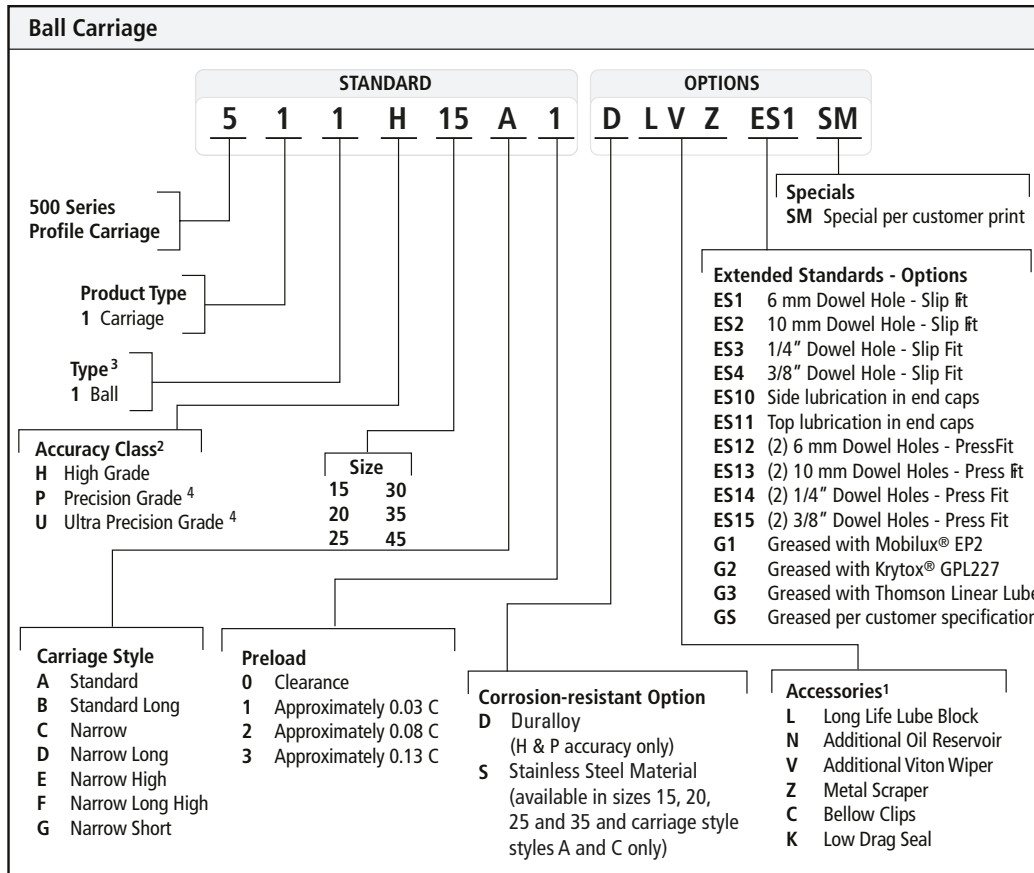 Ball Carriage
STANDARD
OPTIONS
5 1 1 H 15 A 1 D L V Z ES1 SM
500 Series
Profile Carriage
Product Type
1 Carriage
Type 3
1 Ball
Accuracy Class2
H High Grade
P Precision Grade 4
U Ultra Precision Grade 4
Size
15 30
20 35
25 45
Specials
SM Special per customer print
Extended Standards - Options
ES1 6 mm Dowel Hole - Slip Fit
ES2 10 mm Dowel Hole - Slip Fit
ES3 1/4" Dowel Hole - Slip Fit
ES4 3/8" Dowel Hole - Slip Fit
ES10 Side lubrication in end caps
ES11 Top lubrication in end caps
ES12 (2) 6 mm Dowel Holes - PressFit
ES13 (2) 10 mm Dowel Holes - Press Fit
ES14 (2) 1/4" Dowel Holes - Press Fit
ES15 (2) 3/8" Dowel Holes - Press Fit
G1 Greased with Mobilux® EP2
G2 Greased with Krytox® GPL227
G3 Greased with Thomson Linear Lube
GS Greased per customer specification
Carriage Style
A Standard
B Standard Long
C Narrow
D Narrow Long
E Narrow High
F Narrow Long High
G Narrow Short
Preload
0 Clearance
1 Approximately 0.03 C
2 Approximately 0.08 C
3 Approximately 0.13 C
Corrosion-resistant Option
D Duralloy
(H & P accuracy only)
S Stainless Steel Material
(available in sizes 15, 20,
25 and 35 and carriage style
styles A and C only)
Accessories1
L Long Life Lube Block
N Additional Oil Reservoir
V Additional Viton Wiper
Z Metal Scraper
C Bellow Clips
K Low Drag Seal